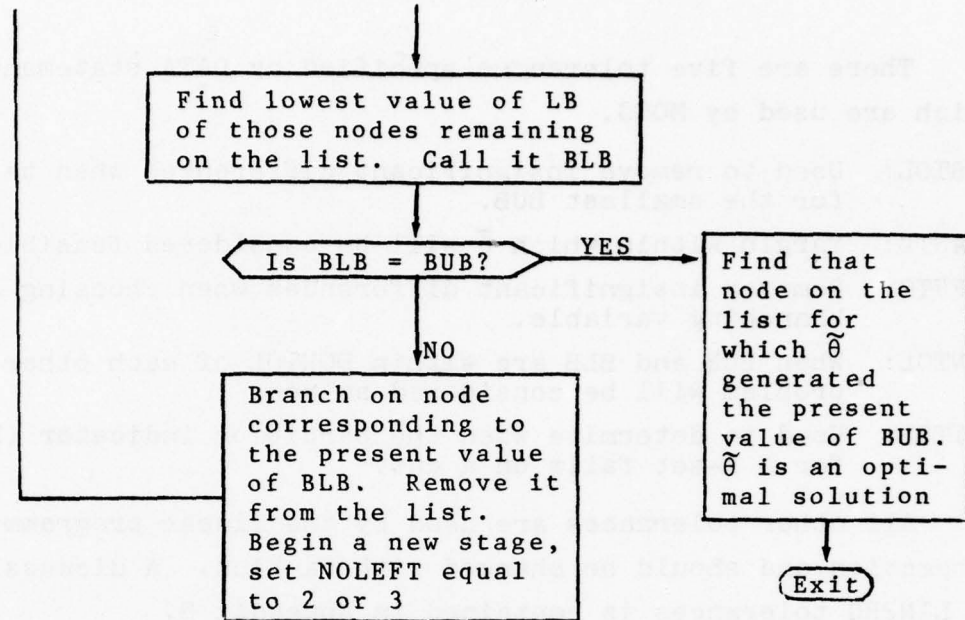 Find lowest value of LB
of those nodes remaining
on the list. Call it BLB
Is BLB = BUB?
YES
NO
Branch on node
corresponding to
the present value
of BLB. Remove it
from the list.
Begin a new stage,
set NOLEFT equal
to 2 or 3
Find that
node on the
list for
which θ̃
generated
the present
value of BUB.
θ̃ is an opti-
mal solution
Exit